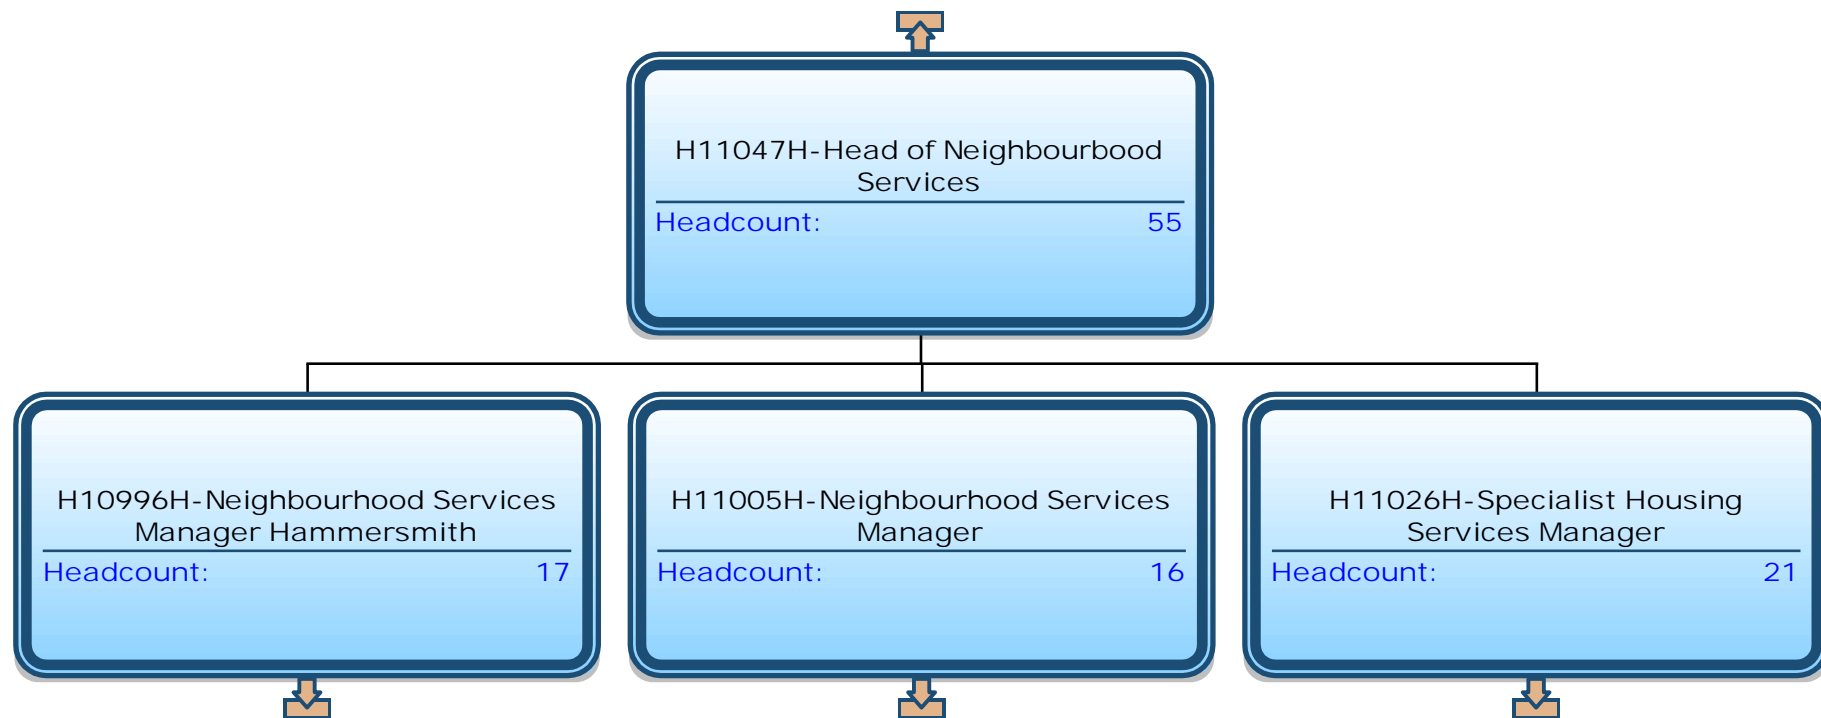 H11047H-Head of Neighbourbood
Services
Headcount: 55
H10996H-Neighbourhood Services
Manager Hammersmith
Headcount: 17
H11005H-Neighbourhood Services
Manager
Headcount: 16
H11026H-Specialist Housing
Services Manager
Headcount: 21